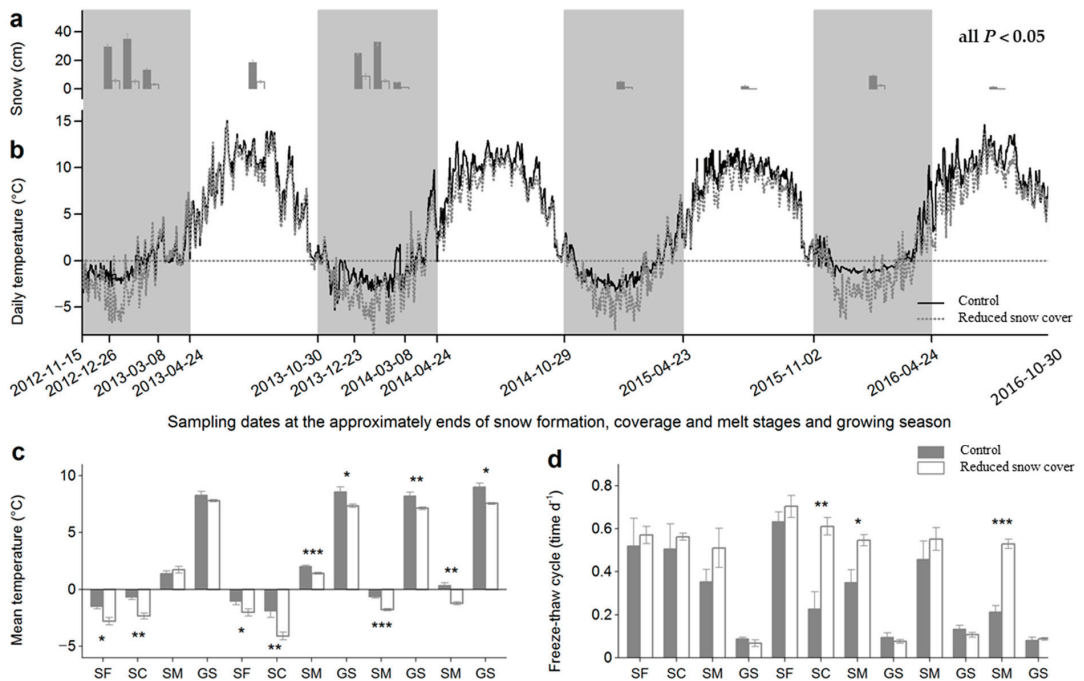 a
Snow (cm)
40
20
0
all P < 0.05
b
Daily temperature (°C)
15
10
5
0
−5
Control
Reduced snow cover
2012-11-15
2012-12-26
2013-03-08
2013-04-24
2013-10-30
2013-12-23
2014-03-08
2014-04-24
2014-10-29
2015-04-23
2015-11-02
2016-04-24
2016-10-30
Sampling dates at the approximately ends of snow formation, coverage and melt stages and growing season
c
Mean temperature (°C)
10
5
0
−5
* ** * ** *** * *** ** ** *
SF SC SM GS SF SC SM GS SM GS SM GS
d
Control
Reduced snow cover
Freeze-thaw cycle (time d⁻¹)
0.8
0.6
0.4
0.2
0
** * ***
SF SC SM GS SF SC SM GS SM GS SM GS